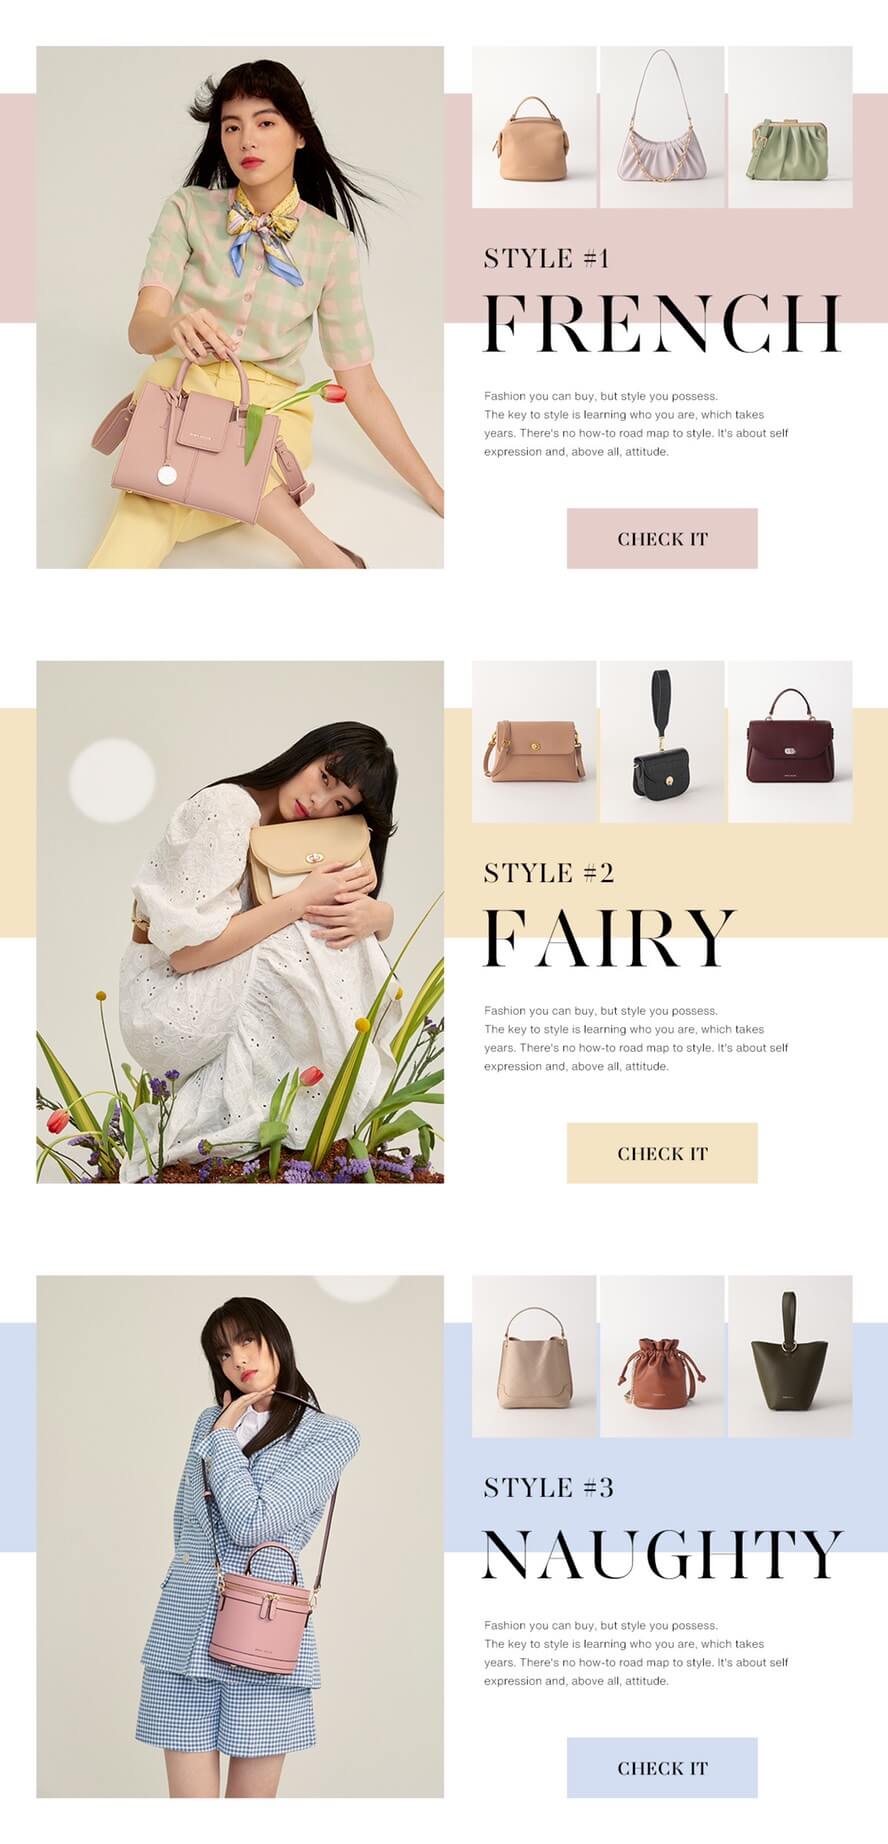 STYLE #1
FRENCH
Fashion you can buy, but style you possess.
The key to style is learning who you are, which takes
years. There's no how-to road map to style. It's about self
expression and, above all, attitude.
CHECK IT
STYLE #2
FAIRY
Fashion you can buy, but style you possess.
The key to style is learning who you are, which takes
years. There's no how-to road map to style. It's about self
expression and, above all, attitude.
CHECK IT
STYLE #3
NAUGHTY
Fashion you can buy, but style you possess.
The key to style is learning who you are, which takes
years. There's no how-to road map to style. It's about self
expression and, above all, attitude.
CHECK IT